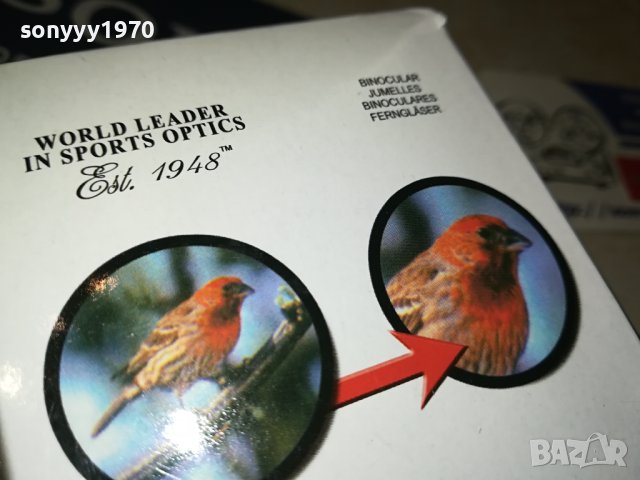 sonyyy1970
WORLD LEADER
IN SPORTS OPTICS
Est. 1948™
BINOCULAR
JUMELLES
BINOCULARES
FERNGLÄSER
BAZAR